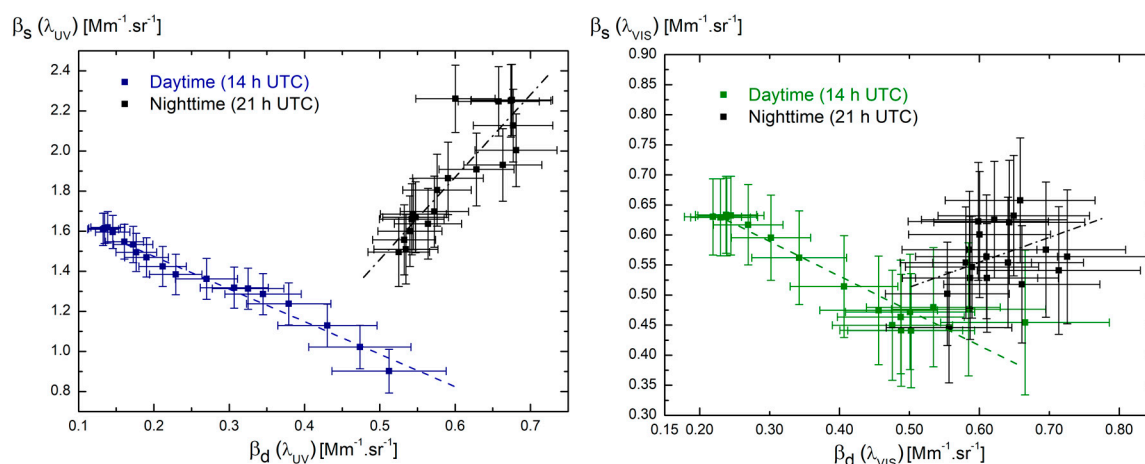 βs (λUV) [Mm⁻¹.sr⁻¹]
2.4
2.2
2.0
1.8
1.6
1.4
1.2
1.0
0.8
Daytime (14 h UTC)
Nighttime (21 h UTC)
0.1 0.2 0.3 0.4 0.5 0.6 0.7
βd (λUV) [Mm⁻¹.sr⁻¹]
βs (λVIS) [Mm⁻¹.sr⁻¹]
0.90
0.85
0.80
0.75
0.70
0.65
0.60
0.55
0.50
0.45
0.40
0.35
0.30
Daytime (14 h UTC)
Nighttime (21 h UTC)
0.15 0.20 0.30 0.40 0.50 0.60 0.70 0.80
βd (λVIS) [Mm⁻¹.sr⁻¹]